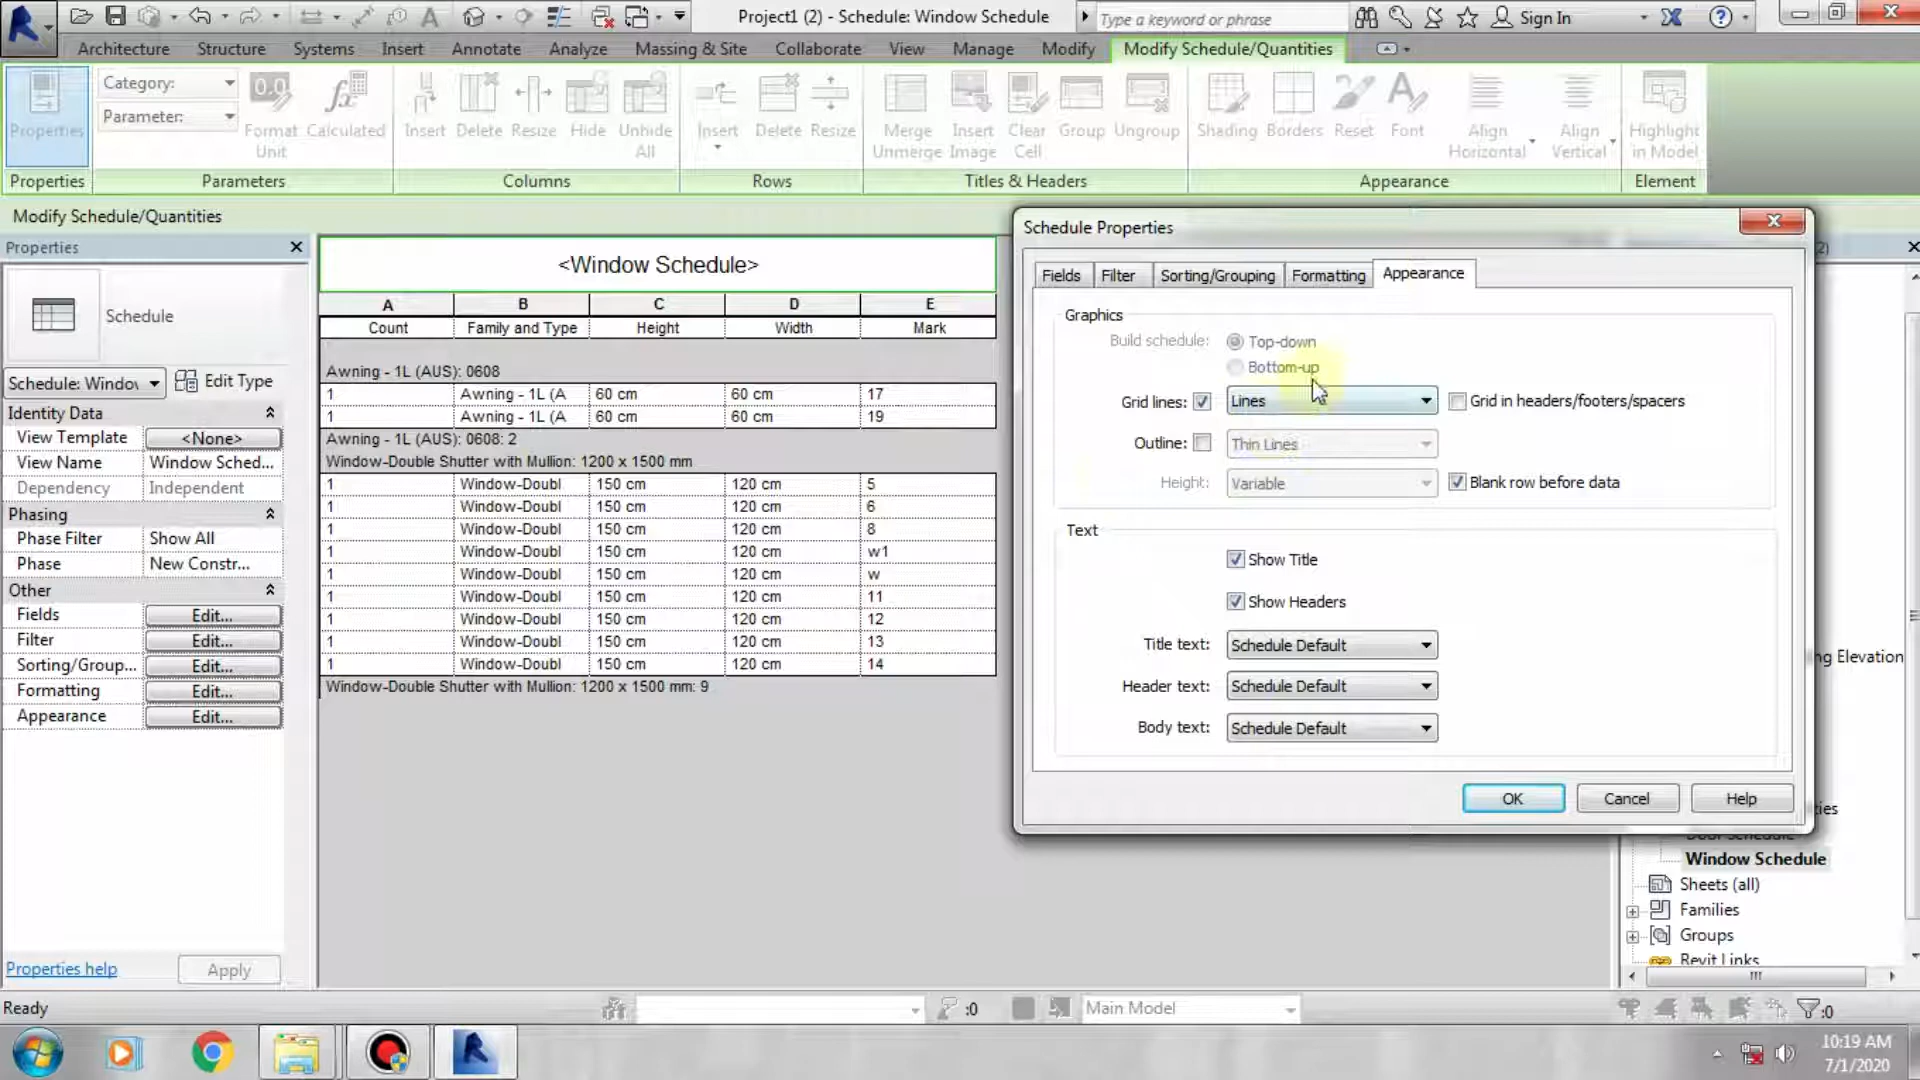 Project1 (2) - Schedule: Window Schedule
Type a keyword or phrase
Sign In
Architecture Structure Systems Insert Annotate Analyze Massing & Site Collaborate View Manage Modify Modify Schedule/Quantities
Category:
Parameter:
Properties
Format Unit
Calculated
Insert Delete Resize Hide Unhide All
Insert Delete Resize
Merge Unmerge
Insert Image
Clear Cell
Group Ungroup
Shading Borders Reset Font
Align Horizontal
Align Vertical
Highlight in Model
Properties Parameters Columns Rows Titles & Headers Appearance Element
Modify Schedule/Quantities
Properties
Schedule
Schedule: Windov
Edit Type
Identity Data
View Template <None>
View Name Window Sched...
Dependency Independent
Phasing
Phase Filter Show All
Phase New Constr...
Other
Fields Edit...
Filter Edit...
Sorting/Group... Edit...
Formatting Edit...
Appearance Edit...
Properties help
Apply
<Window Schedule>
A B C D E
Count Family and Type Height Width Mark
Awning - 1L (AUS): 0608
1 Awning - 1L (A 60 cm 60 cm 17
1 Awning - 1L (A 60 cm 60 cm 19
Awning - 1L (AUS): 0608: 2
Window-Double Shutter with Mullion: 1200 x 1500 mm
1 Window-Doubl 150 cm 120 cm 5
1 Window-Doubl 150 cm 120 cm 6
1 Window-Doubl 150 cm 120 cm 8
1 Window-Doubl 150 cm 120 cm w1
1 Window-Doubl 150 cm 120 cm w
1 Window-Doubl 150 cm 120 cm 11
1 Window-Doubl 150 cm 120 cm 12
1 Window-Doubl 150 cm 120 cm 13
1 Window-Doubl 150 cm 120 cm 14
Window-Double Shutter with Mullion: 1200 x 1500 mm: 9
Schedule Properties
Fields Filter Sorting/Grouping Formatting Appearance
Graphics
Build schedule: Top-down
Bottom-up
Grid lines: Lines Grid in headers/footers/spacers
Outline: Thin Lines
Height: Variable Blank row before data
Text
Show Title
Show Headers
Title text: Schedule Default
Header text: Schedule Default
Body text: Schedule Default
OK Cancel Help
2)
ng Elevation
ies
Window Schedule
Sheets (all)
Families
Groups
Revit Links
Ready
:0
Main Model
:0
10:19 AM
7/1/2020